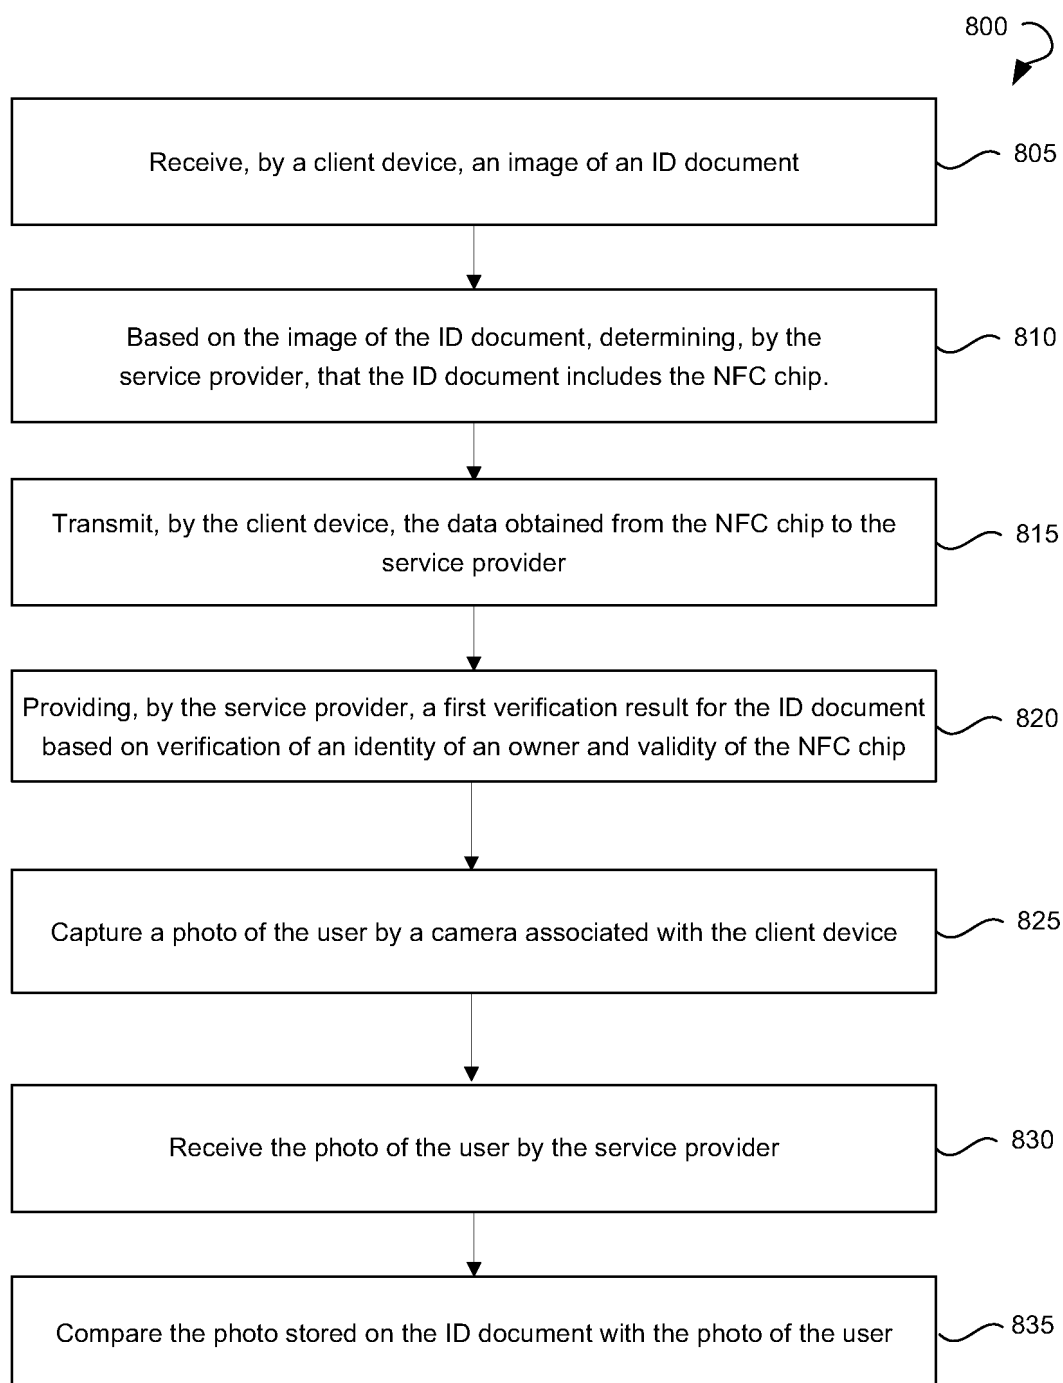 800
Receive, by a client device, an image of an ID document
805
Based on the image of the ID document, determining, by the
service provider, that the ID document includes the NFC chip.
810
Transmit, by the client device, the data obtained from the NFC chip to the
service provider
815
Providing, by the service provider, a first verification result for the ID document
based on verification of an identity of an owner and validity of the NFC chip
820
Capture a photo of the user by a camera associated with the client device
825
Receive the photo of the user by the service provider
830
Compare the photo stored on the ID document with the photo of the user
835